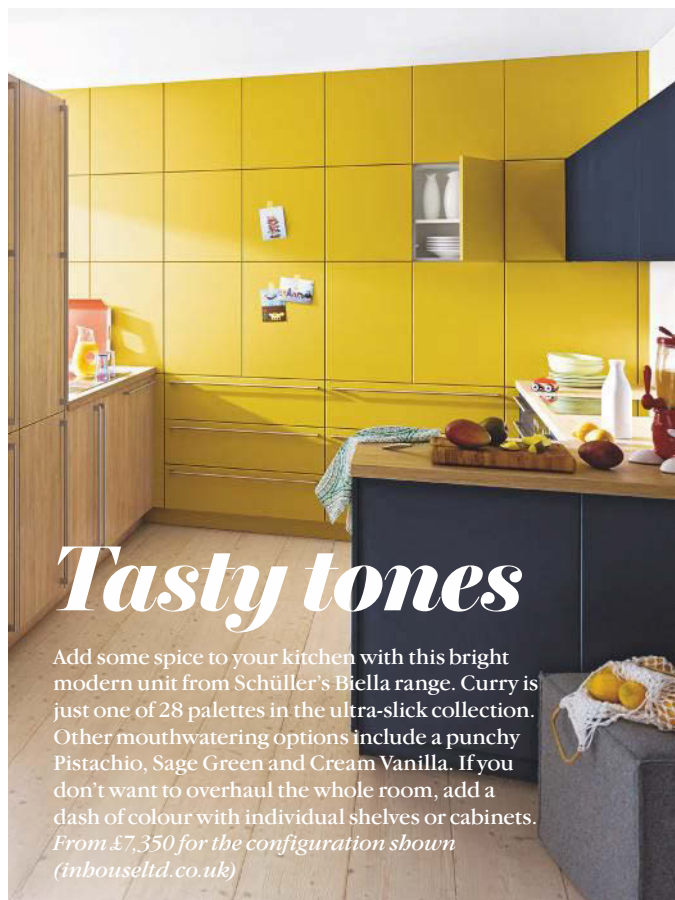 Tasty tones
Add some spice to your kitchen with this bright
modern unit from Schüller’s Biella range. Curry is
just one of 28 palettes in the ultra-slick collection.
Other mouthwatering options include a punchy
Pistachio, Sage Green and Cream Vanilla. If you
don’t want to overhaul the whole room, add a
dash of colour with individual shelves or cabinets.
From £7,350 for the configuration shown
(inhouseltd.co.uk)